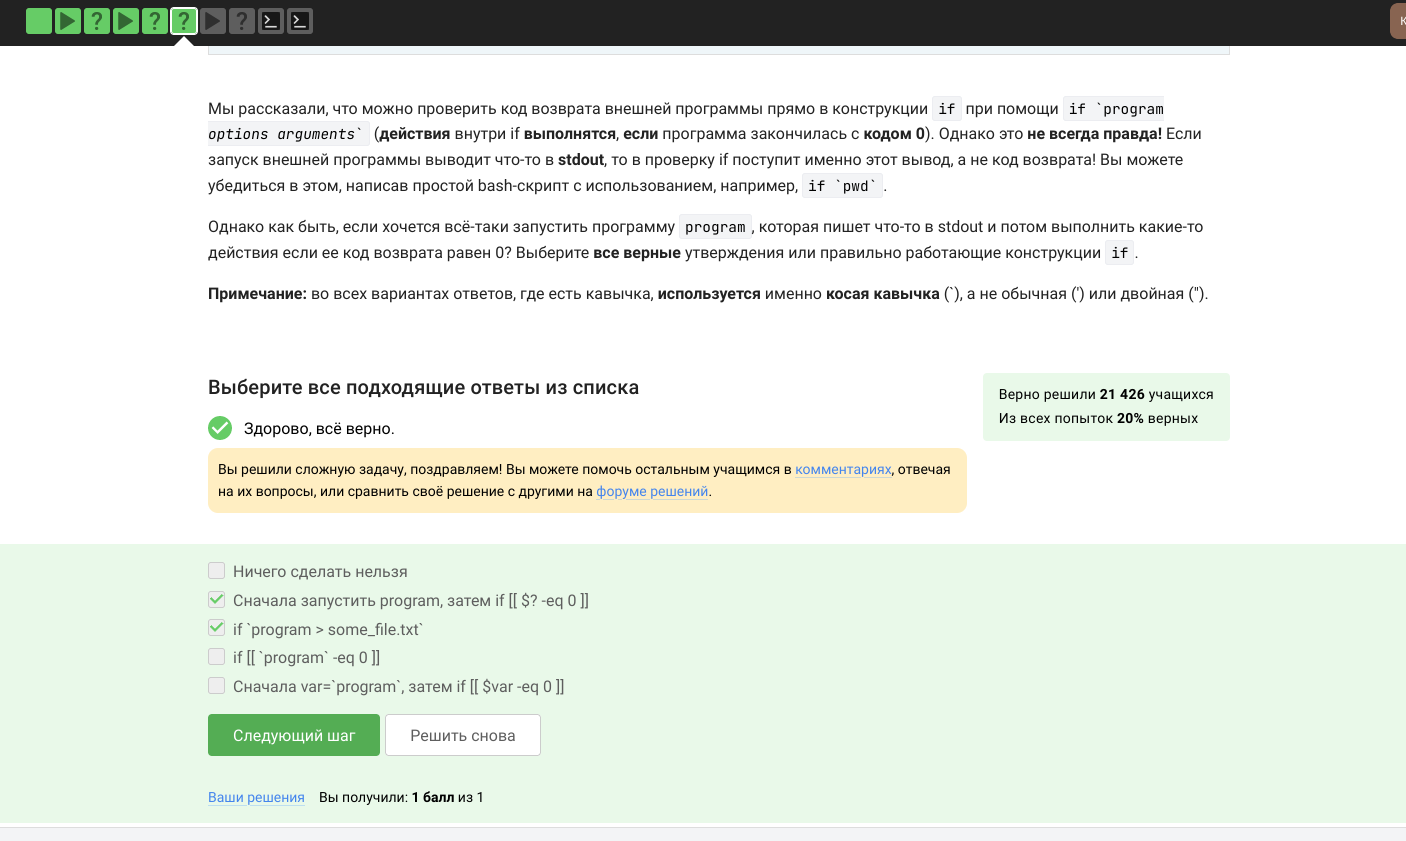 Мы рассказали, что можно проверить код возврата внешней программы прямо в конструкции if при помощи if `program
options arguments` (действия внутри if выполнятся, если программа закончилась с кодом 0). Однако это не всегда правда! Если
запуск внешней программы выводит что-то в stdout, то в проверку if поступит именно этот вывод, а не код возврата! Вы можете
убедиться в этом, написав простой bash-скрипт с использованием, например, if `pwd`.
Однако как быть, если хочется всё-таки запустить программу program, которая пишет что-то в stdout и потом выполнить какие-то
действия если ее код возврата равен 0? Выберите все верные утверждения или правильно работающие конструкции if.
Примечание: во всех вариантах ответов, где есть кавычка, используется именно косая кавычка (`), а не обычная (') или двойная (").
Выберите все подходящие ответы из списка
Здорово, всё верно.
Вы решили сложную задачу, поздравляем! Вы можете помочь остальным учащимся в комментариях, отвечая
на их вопросы, или сравнить своё решение с другими на форуме решений.
Верно решили 21 426 учащихся
Из всех попыток 20% верных
Ничего сделать нельзя
Сначала запустить program, затем if [[ $? -eq 0 ]]
if `program > some_file.txt`
if [[ `program` -eq 0 ]]
Сначала var=`program`, затем if [[ $var -eq 0 ]]
Следующий шаг
Решить снова
Ваши решения
Вы получили: 1 балл из 1